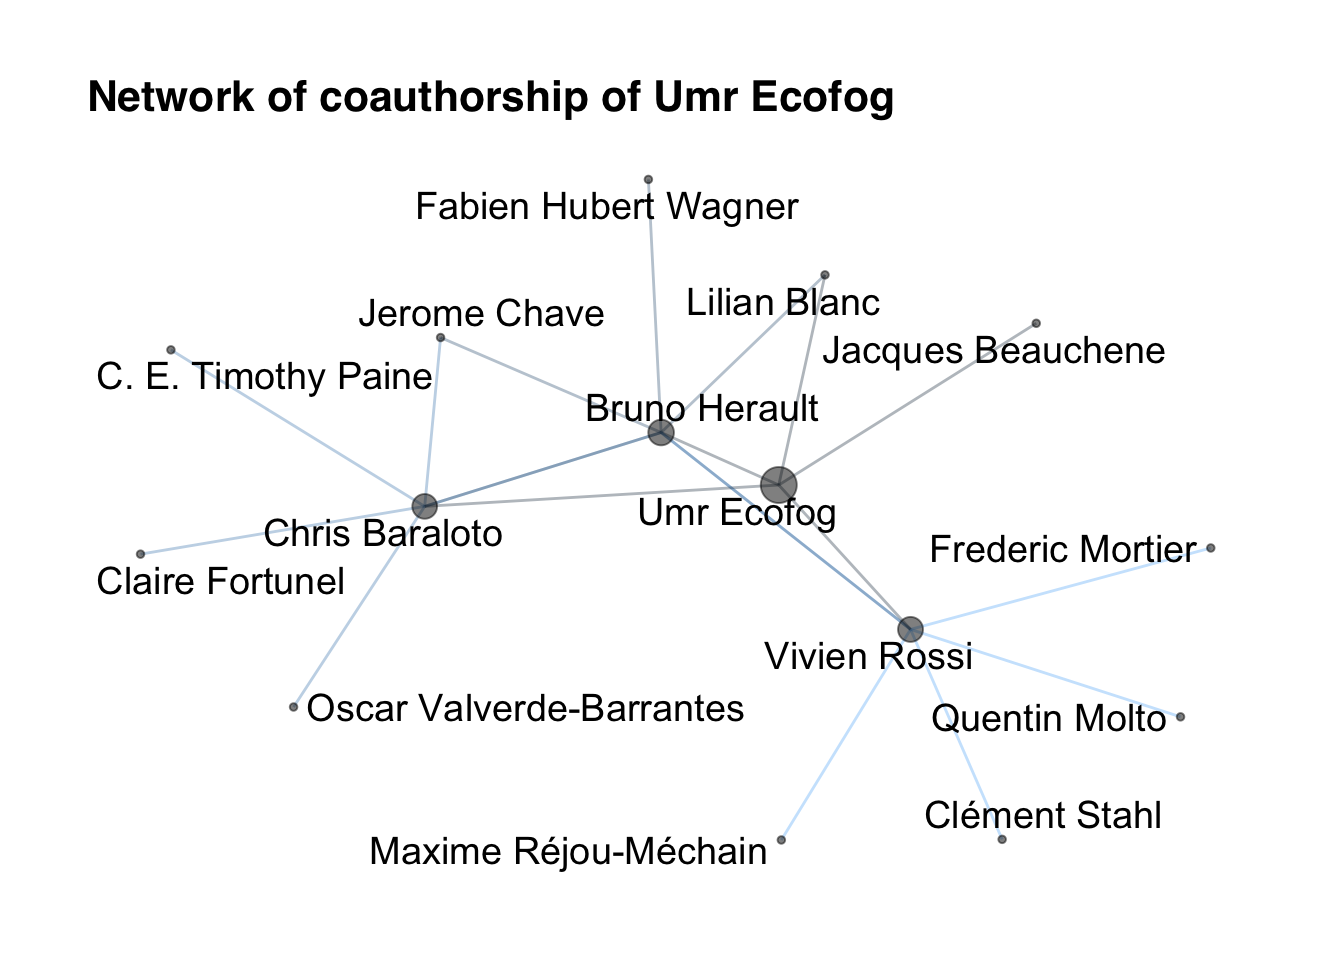 Network of coauthorship of Umr Ecofog
Fabien Hubert Wagner
Lilian Blanc
Jerome Chave
Jacques Beauchene
C. E. Timothy Paine
Bruno Herault
Umr Ecofog
Chris Baraloto
Frederic Mortier
Claire Fortunel
Vivien Rossi
Oscar Valverde-Barrantes
Quentin Molto
Clément Stahl
Maxime Réjou-Méchain